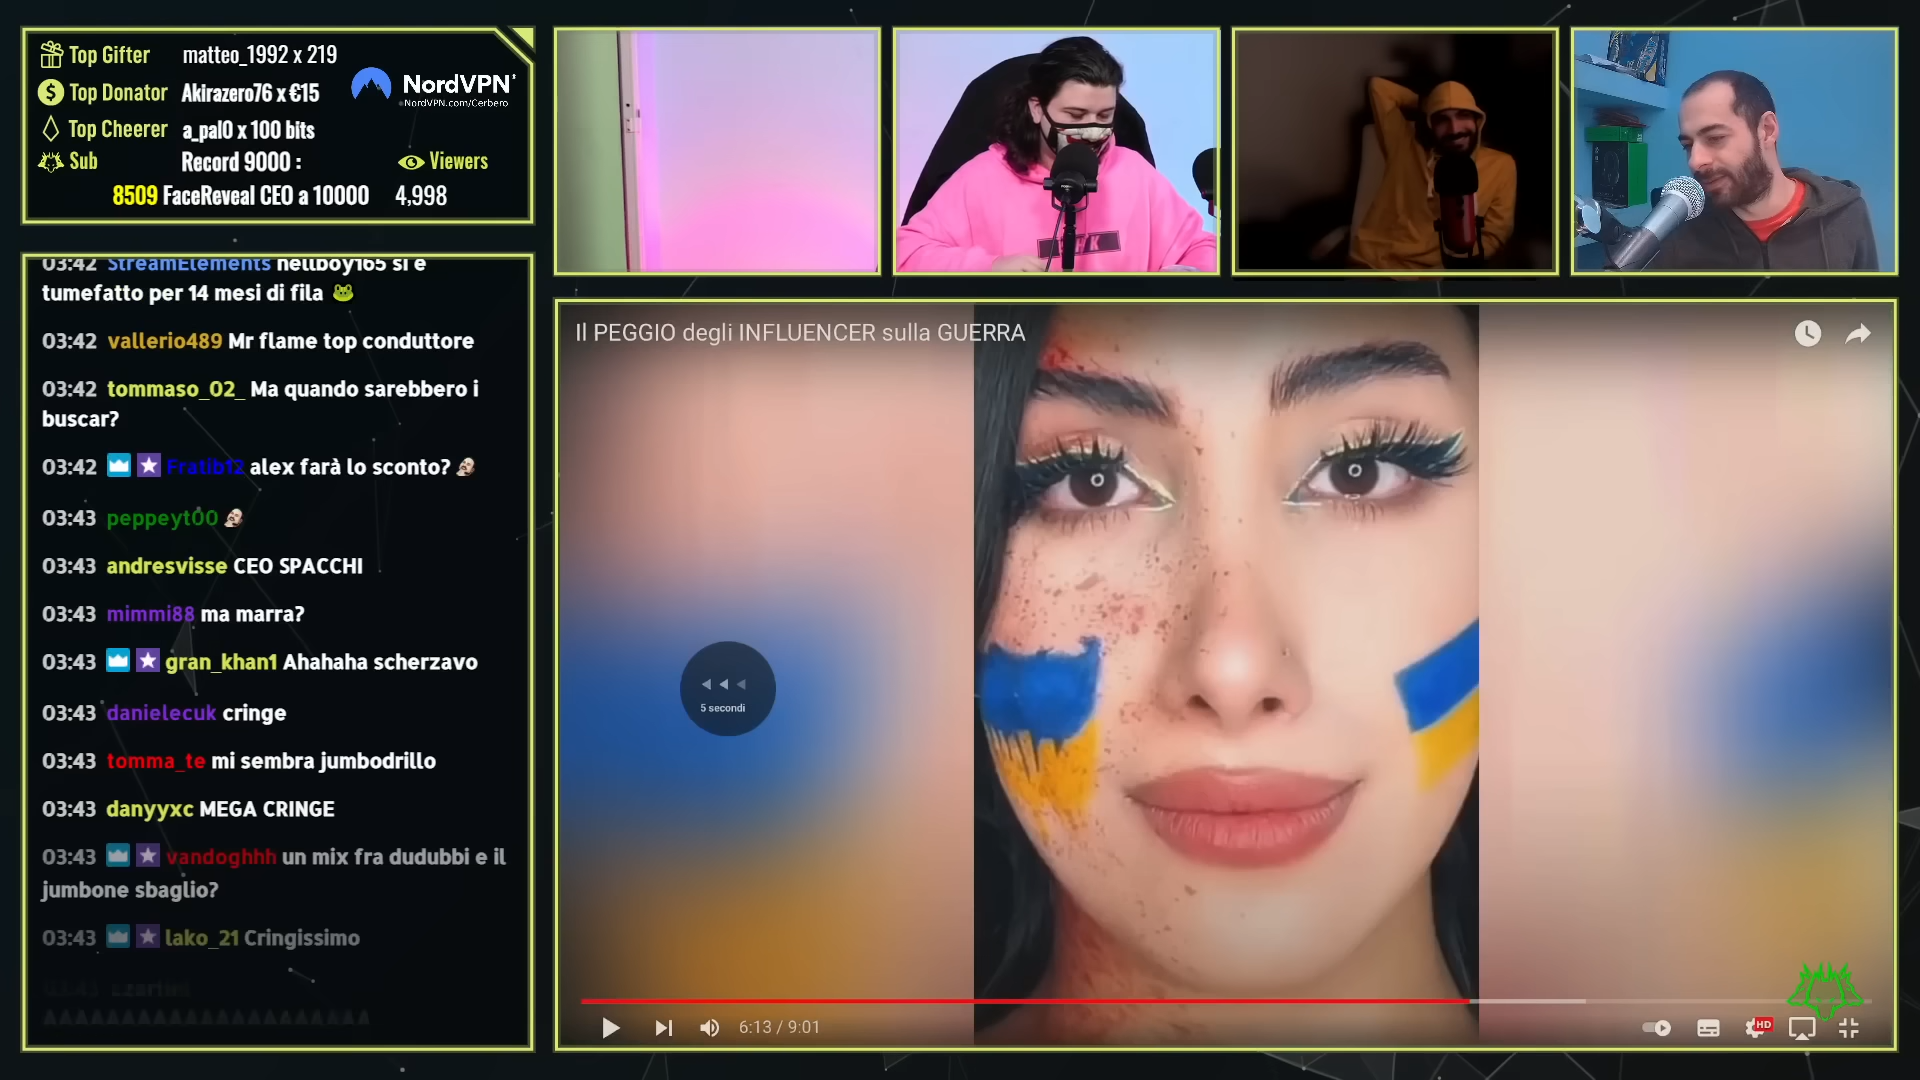 Top Gifter matteo_1992 x 219
Top Donator Akirazero76 x €15
NordVPN
NordVPN.com/Cerbero
Top Cheerer a_pal0 x 100 bits
Sub Record 9000 : Viewers
8509 FaceReveal CEO a 10000 4,998
03:42 StreamElements hellboy165 si è
tumefatto per 14 mesi di fila
03:42 vallerio489 Mr flame top conduttore
03:42 tommaso_02_ Ma quando sarebbero i
buscar?
03:42 Fratib12 alex farà lo sconto?
03:43 peppeyt00
03:43 andresvisse CEO SPACCHI
03:43 mimmi88 ma marra?
03:43 gran_khan1 Ahahaha scherzavo
03:43 danielecuk cringe
03:43 tomma_te mi sembra jumbodrillo
03:43 danyyxc MEGA CRINGE
03:43 vandoghhh un mix fra dudubbi e il
jumbone sbaglio?
03:43 lako_21 Cringissimo
03:43
Il PEGGIO degli INFLUENCER sulla GUERRA
5 secondi
6:13 / 9:01
HD